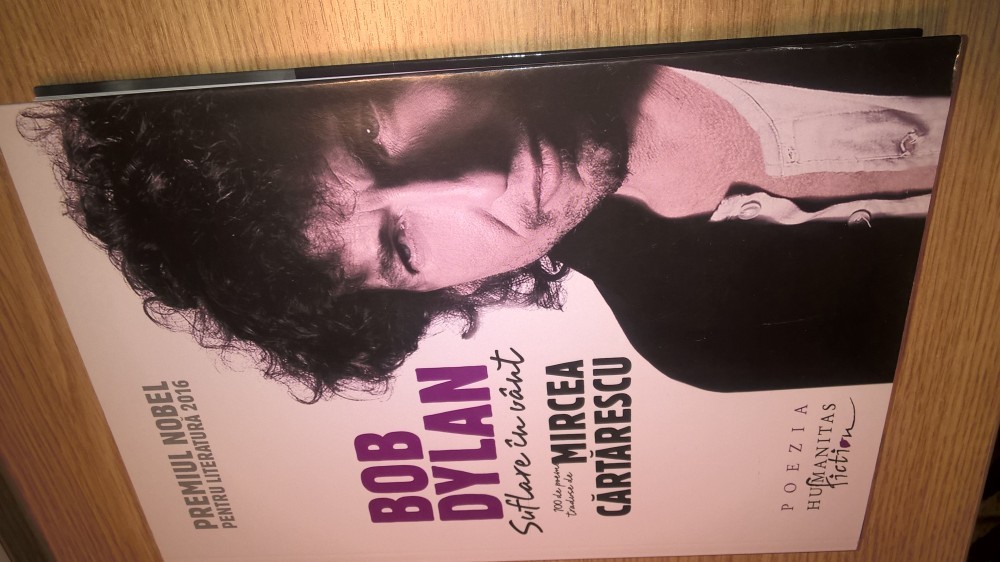 PREMIUL NOBEL
PENTRU LITERATURĂ 2016
BOB
DYLAN
Suflare în vânt
100 de poeme
traduse de
MIRCEA
CĂRTĂRESCU
POEZIA
HUMANITAS
fiction